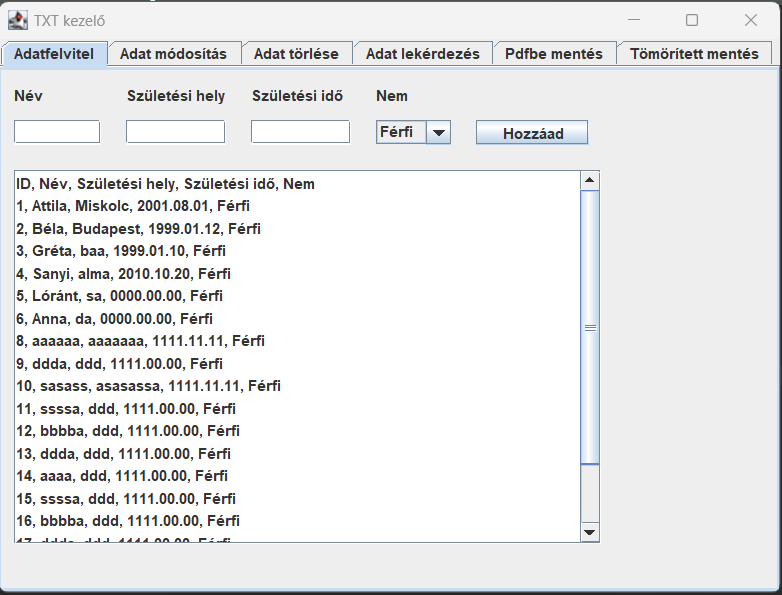 TXT kezelő
Adatfelvitel Adat módosítás Adat törlése Adat lekérdezés Pdfbe mentés Tömörített mentés
Név Születési hely Születési idő Nem
Férfi Hozzáad
ID, Név, Születési hely, Születési idő, Nem
1, Attila, Miskolc, 2001.08.01, Férfi
2, Béla, Budapest, 1999.01.12, Férfi
3, Gréta, baa, 1999.01.10, Férfi
4, Sanyi, alma, 2010.10.20, Férfi
5, Lóránt, sa, 0000.00.00, Férfi
6, Anna, da, 0000.00.00, Férfi
8, aaaaaa, aaaaaaa, 1111.11.11, Férfi
9, ddda, ddd, 1111.00.00, Férfi
10, sasass, asasassa, 1111.11.11, Férfi
11, ssssa, ddd, 1111.00.00, Férfi
12, bbbba, ddd, 1111.00.00, Férfi
13, ddda, ddd, 1111.00.00, Férfi
14, aaaa, ddd, 1111.00.00, Férfi
15, ssssa, ddd, 1111.00.00, Férfi
16, bbbba, ddd, 1111.00.00, Férfi
17, ddda, ddd, 1111.00.00, Férfi